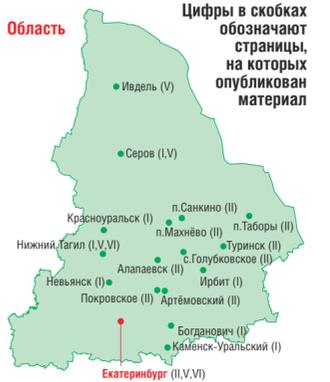 Область
Цифры в скобках
обозначают
страницы,
на которых
опубликован
материал
Ивдель (V)
Серов (I,V)
п.Санкино (II)
п.Таборы (II)
Красноуральск (I)
п.Махнёво (II)
Нижний Тагил (I,V,VI)
Туринск (II)
с.Голубковское (II)
Алапаевск (II)
Невьянск (I)
Ирбит (I)
Покровское (II)
Артёмовский (II)
Богданович (I)
Каменск-Уральский (I)
Екатеринбург (II,V,VI)